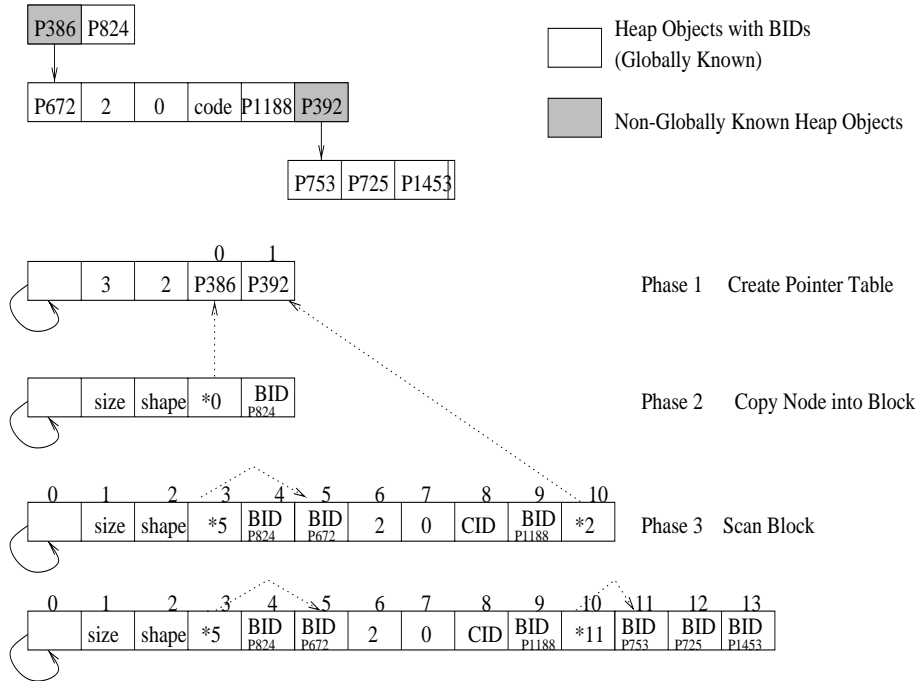 P386 P824
Heap Objects with BIDs
(Globally Known)
P672 2 0 code P1188 P392
Non-Globally Known Heap Objects
P753 P725 P1453
0 1
3 2 P386 P392
Phase 1 Create Pointer Table
size shape *0 BID P824
Phase 2 Copy Node into Block
0 1 2 3 4 5 6 7 8 9 10
size shape *5 BID P824 BID P672 2 0 CID BID P1188 *2
Phase 3 Scan Block
0 1 2 3 4 5 6 7 8 9 10 11 12 13
size shape *5 BID P824 BID P672 2 0 CID BID P1188 *11 BID P753 BID P725 BID P1453